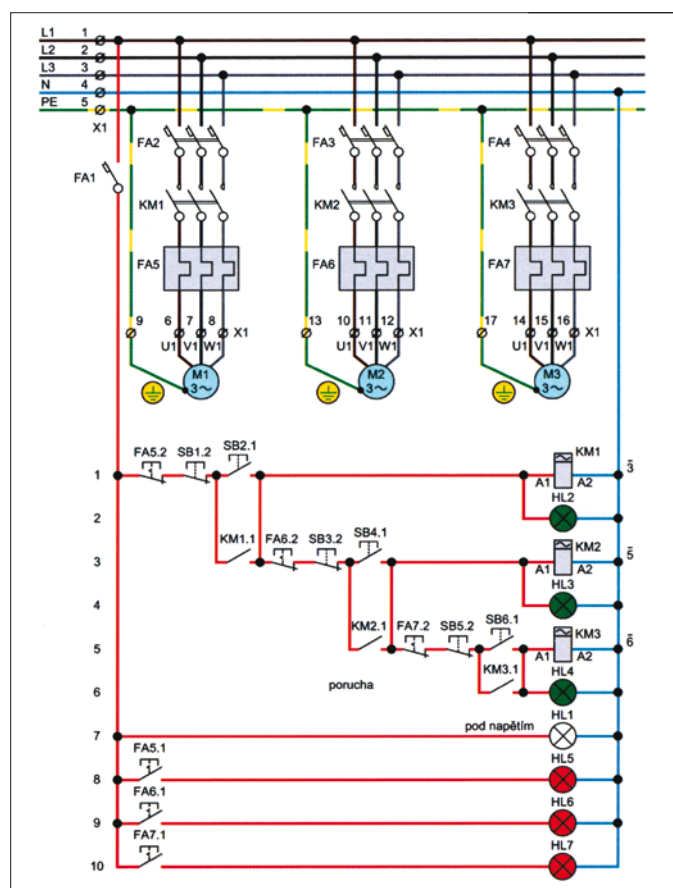 L1 1
L2 2
L3 3
N 4
PE 5
X1
FA2 FA3 FA4
FA1
KM1 KM2 KM3
FA5 FA6 FA7
9 6 7 8 X1 13 10 11 12 X1 17 14 15 16 X1
U1 V1 W1 U1 V1 W1 U1 V1 W1
M1 M2 M3
3 ~ 3 ~ 3 ~
FA5.2 SB1.2 SB2.1 KM1
1 A1 A2 3
HL2
2
KM1.1 FA6.2 SB3.2 SB4.1 KM2
3 A1 A2 5
HL3
4
KM2.1 FA7.2 SB5.2 SB6.1 KM3
5 A1 A2 6
KM3.1 HL4
6 porucha
HL1
7 pod napětím
FA5.1 HL5
8
FA6.1 HL6
9
FA7.1 HL7
10